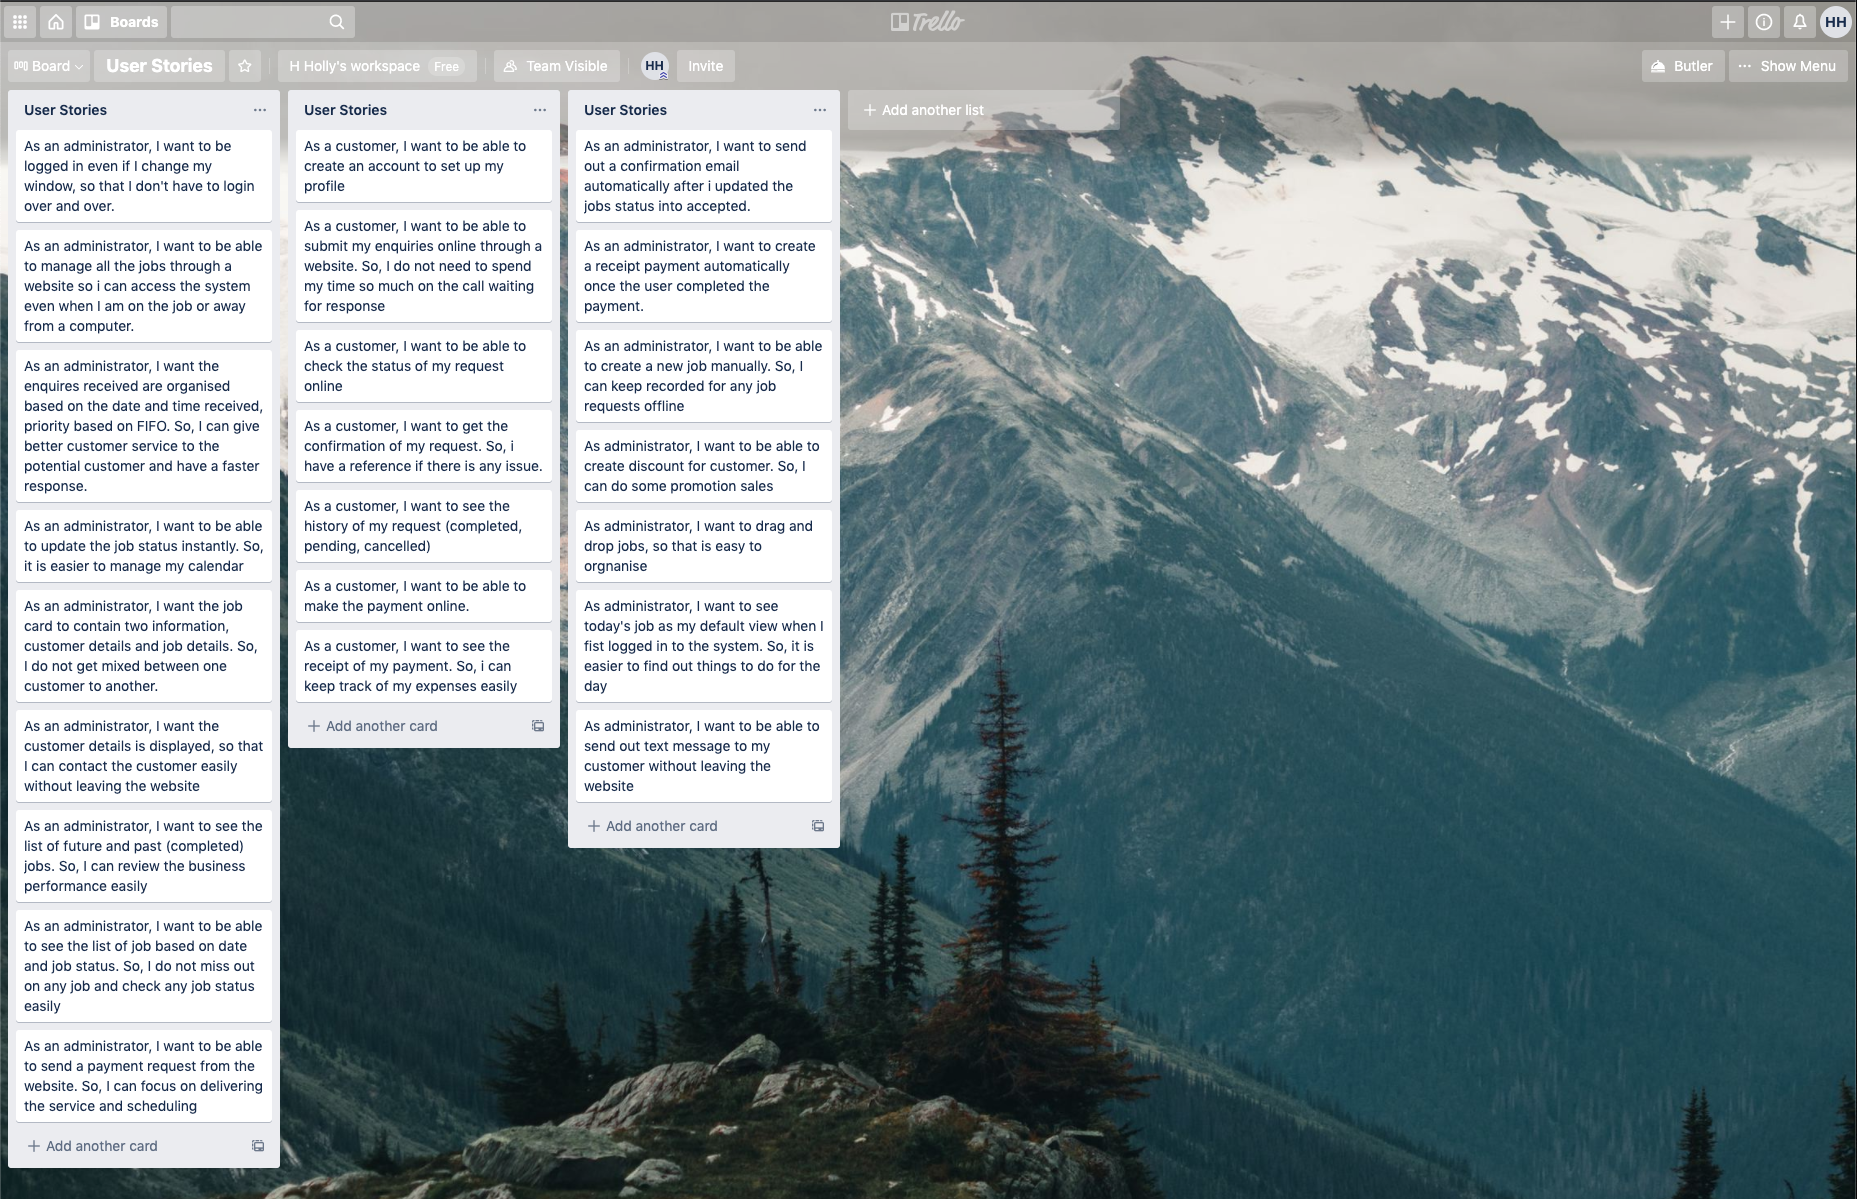 Boards
Trello
HH
Board
User Stories
H Holly's workspace Free
Team Visible
HH
Invite
Butler
Show Menu
User Stories
As an administrator, I want to be
logged in even if I change my
window, so that I don't have to login
over and over.
As an administrator, I want to be able
to manage all the jobs through a
website so i can access the system
even when I am on the job or away
from a computer.
As an administrator, I want the
enquires received are organised
based on the date and time received,
priority based on FIFO. So, I can give
better customer service to the
potential customer and have a faster
response.
As an administrator, I want to be able
to update the job status instantly. So,
it is easier to manage my calendar
As an administrator, I want the job
card to contain two information,
customer details and job details. So,
I do not get mixed between one
customer to another.
As an administrator, I want the
customer details is displayed, so that
I can contact the customer easily
without leaving the website
As an administrator, I want to see the
list of future and past (completed)
jobs. So, I can review the business
performance easily
As an administrator, I want to be able
to see the list of job based on date
and job status. So, I do not miss out
on any job and check any job status
easily
As an administrator, I want to be able
to send a payment request from the
website. So, I can focus on delivering
the service and scheduling
Add another card
User Stories
As a customer, I want to be able to
create an account to set up my
profile
As a customer, I want to be able to
submit my enquiries online through a
website. So, I do not need to spend
my time so much on the call waiting
for response
As a customer, I want to be able to
check the status of my request
online
As a customer, I want to get the
confirmation of my request. So, i
have a reference if there is any issue.
As a customer, I want to see the
history of my request (completed,
pending, cancelled)
As a customer, I want to be able to
make the payment online.
As a customer, I want to see the
receipt of my payment. So, i can
keep track of my expenses easily
Add another card
User Stories
As an administrator, I want to send
out a confirmation email
automatically after i updated the
jobs status into accepted.
As an administrator, I want to create
a receipt payment automatically
once the user completed the
payment.
As an administrator, I want to be able
to create a new job manually. So, I
can keep recorded for any job
requests offline
As administrator, I want to be able to
create discount for customer. So, I
can do some promotion sales
As administrator, I want to drag and
drop jobs, so that is easy to
orgnanise
As administrator, I want to see
today's job as my default view when I
fist logged in to the system. So, it is
easier to find out things to do for the
day
As administrator, I want to be able to
send out text message to my
customer without leaving the
website
Add another card
Add another list